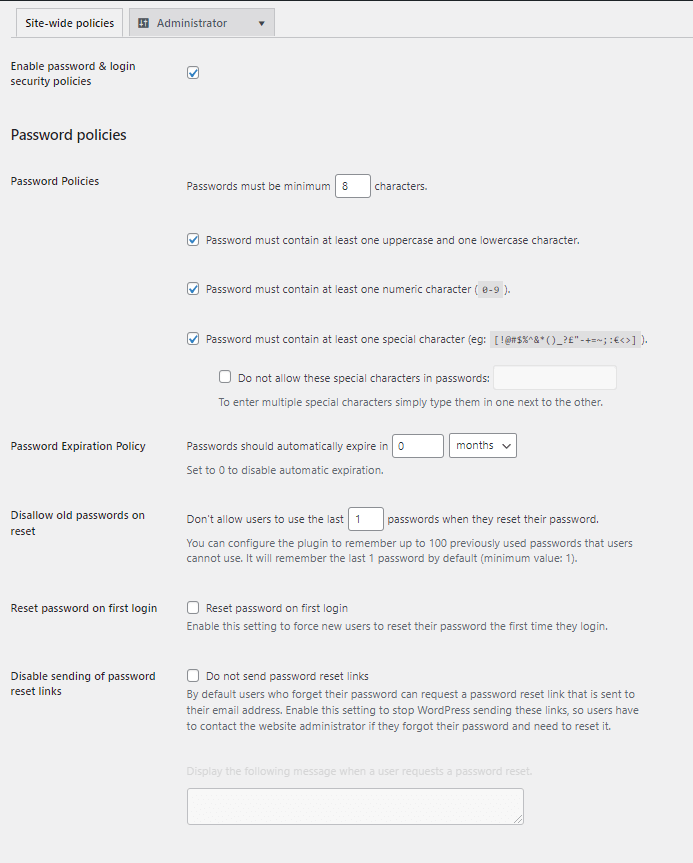 Site-wide policies
Administrator
Enable password & login
security policies
Password policies
Password Policies
Passwords must be minimum 8 characters.
Password must contain at least one uppercase and one lowercase character.
Password must contain at least one numeric character ( 0-9 ).
Password must contain at least one special character (eg: [!@#$%^&*()_?£"-+=~;:€<>] ).
Do not allow these special characters in passwords:
To enter multiple special characters simply type them in one next to the other.
Password Expiration Policy
Passwords should automatically expire in 0 months
Set to 0 to disable automatic expiration.
Disallow old passwords on
reset
Don't allow users to use the last 1 passwords when they reset their password.
You can configure the plugin to remember up to 100 previously used passwords that users
cannot use. It will remember the last 1 password by default (minimum value: 1).
Reset password on first login
Reset password on first login
Enable this setting to force new users to reset their password the first time they login.
Disable sending of password
reset links
Do not send password reset links
By default users who forget their password can request a password reset link that is sent to
their email address. Enable this setting to stop WordPress sending these links, so users have
to contact the website administrator if they forgot their password and need to reset it.
Display the following message when a user requests a password reset.